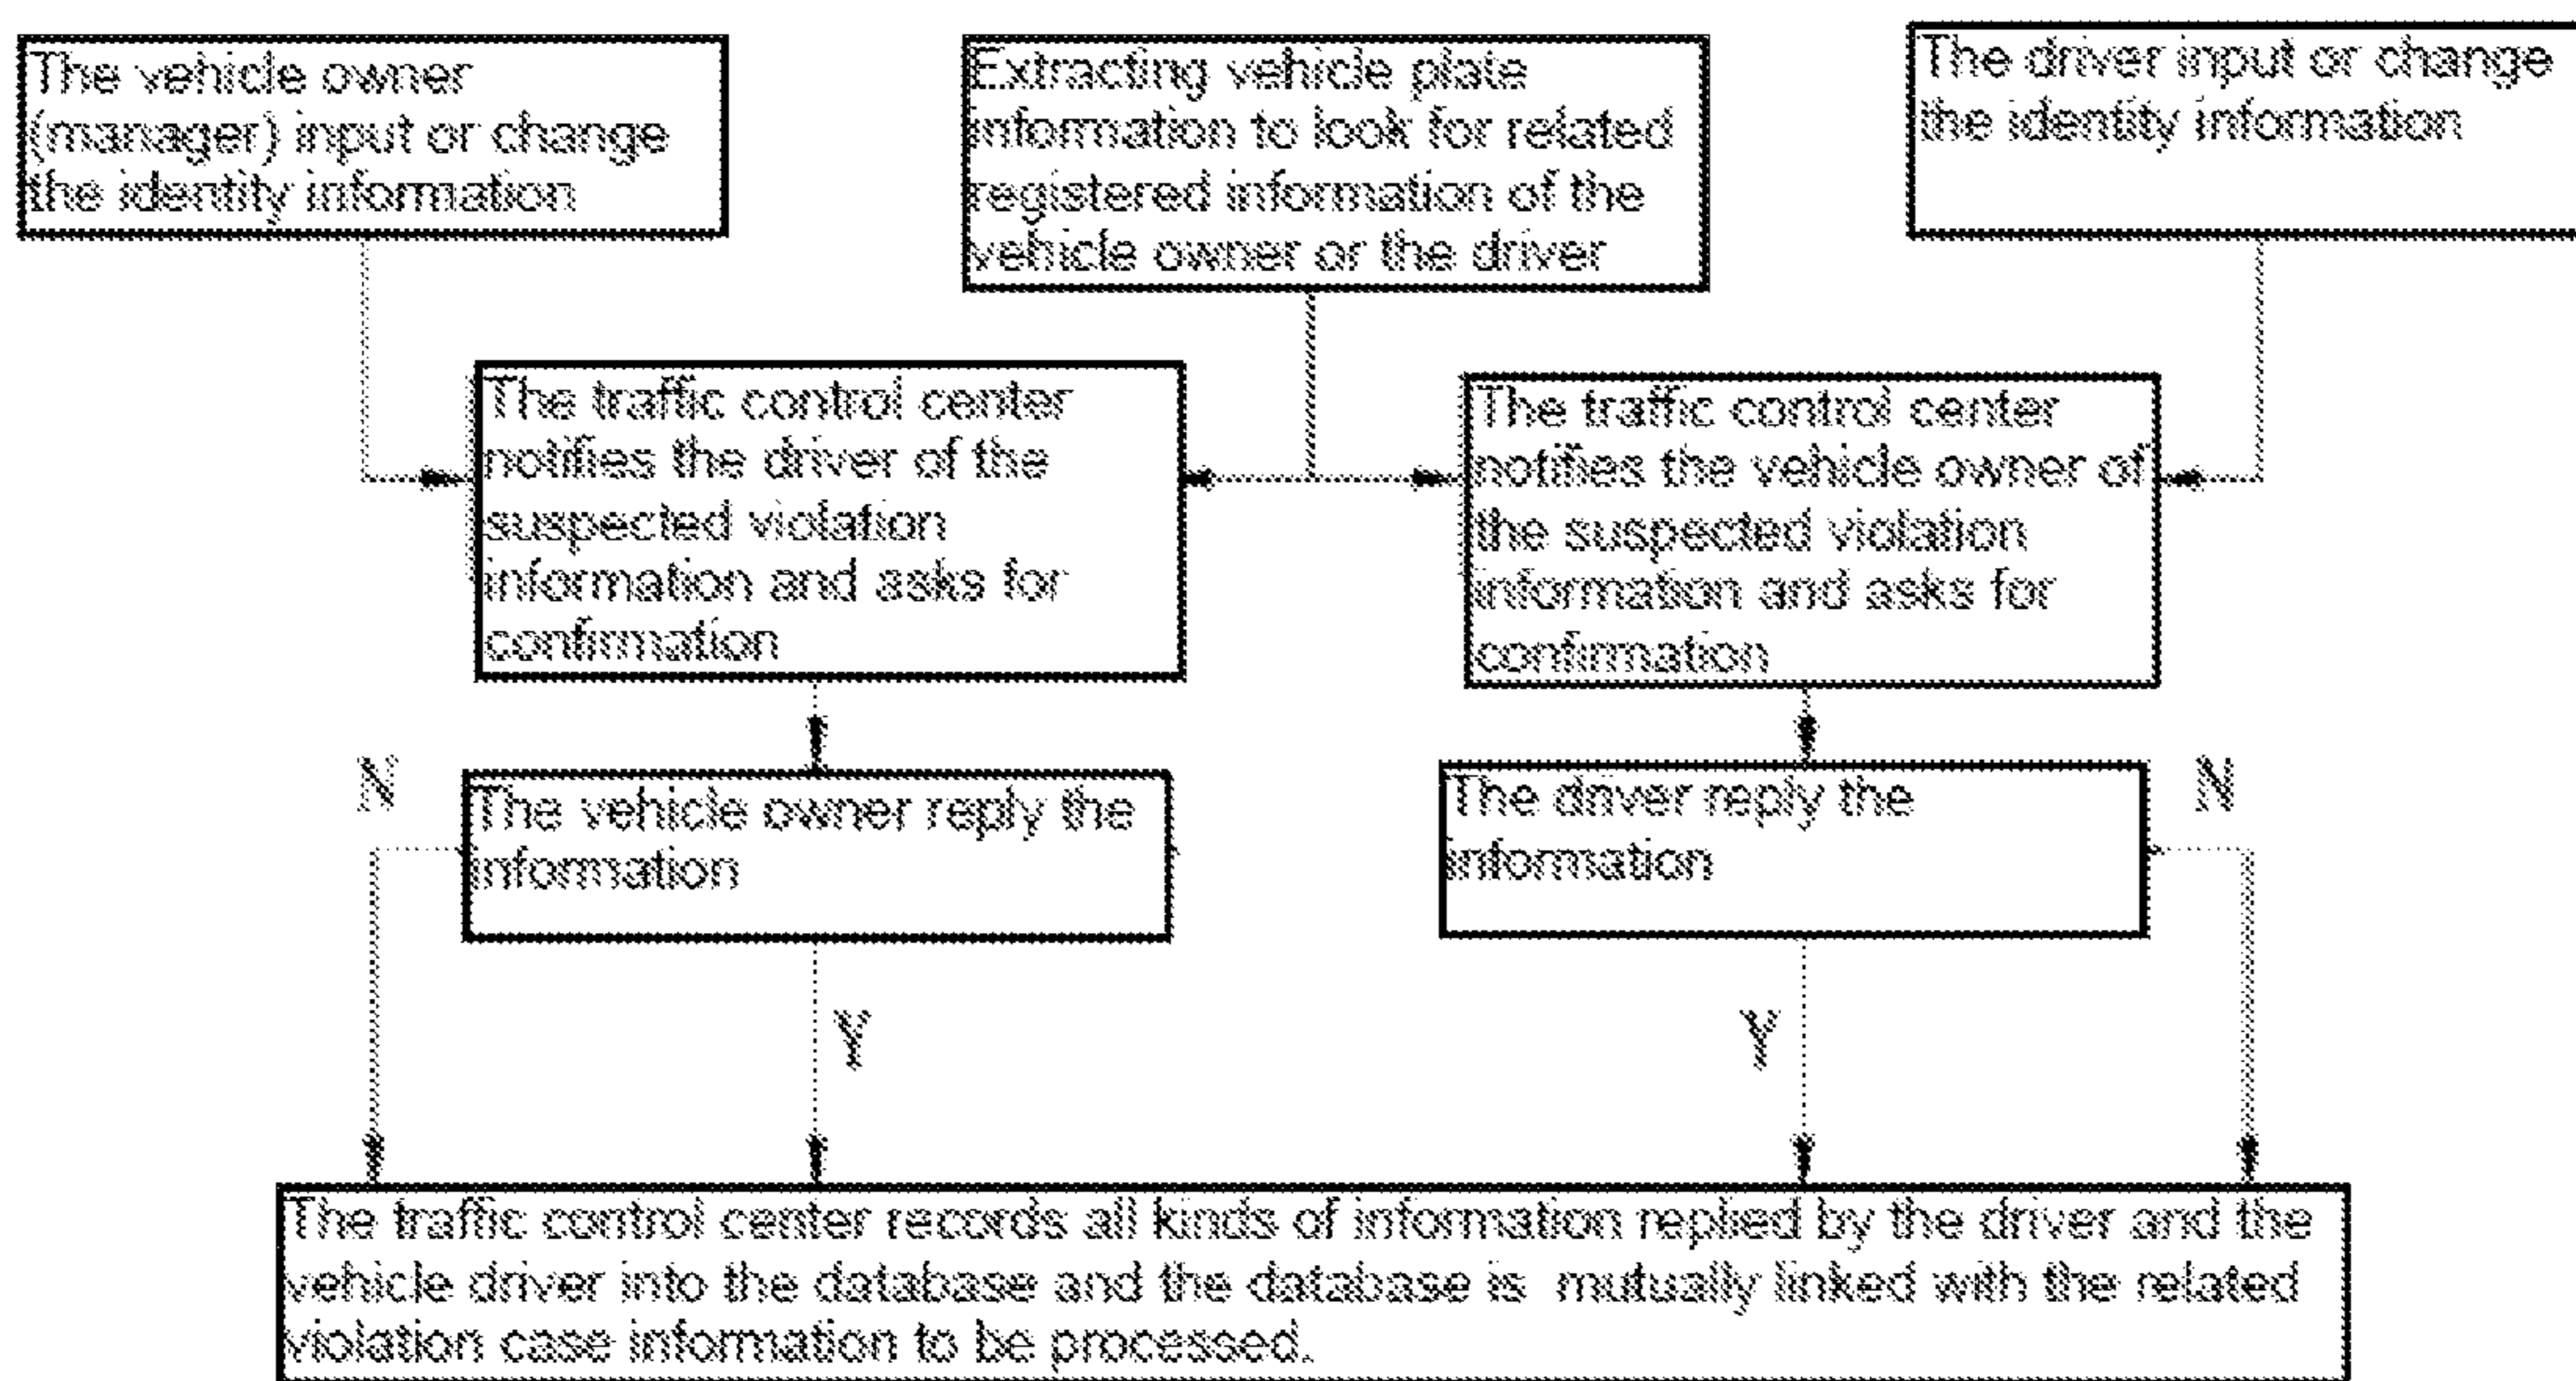 The vehicle owner
(manager) input or change
the identity information
Extracting vehicle plate
information to look for related
registered information of the
vehicle owner or the driver
The driver input or change
the identity information
The traffic control center
notifies the driver of the
suspected violation
information and asks for
confirmation
The traffic control center
notifies the vehicle owner of
the suspected violation
information and asks for
confirmation
N
The vehicle owner reply the
information
The driver reply the
information
N
Y
Y
The traffic control center records all kinds of information replied by the driver and the
vehicle driver into the database and the database is mutually linked with the related
violation case information to be processed.